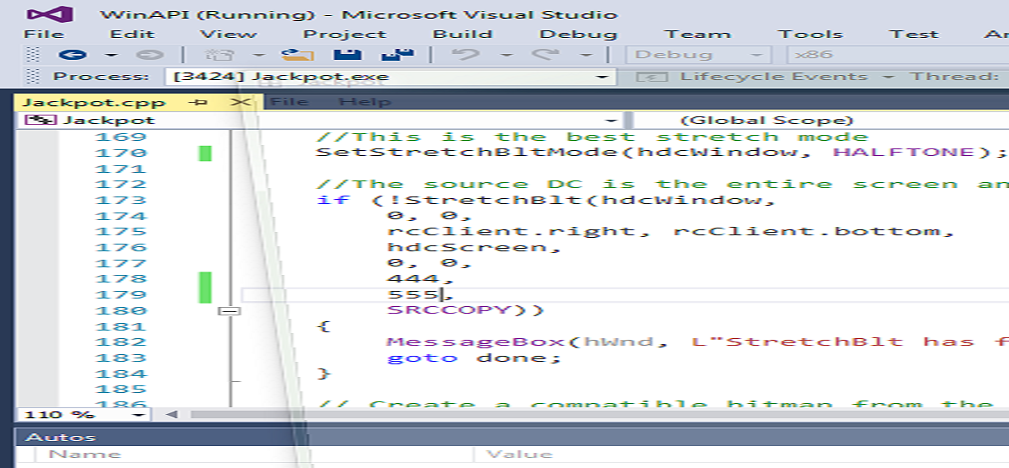 WinAPI (Running) - Microsoft Visual Studio
File Edit View Project Build Debug Team Tools Test
Debug x86
Process: [3424] Jackpot.exe Lifecycle Events Thread:
Jackpot.cpp File Help
Jackpot (Global Scope)
169 //This is the best stretch mode
170 SetStretchBltMode(hdcWindow, HALFTONE);
171
172 //The source DC is the entire screen an
173 if (!StretchBlt(hdcWindow,
174 0, 0,
175 rcClient.right, rcClient.bottom,
176 hdcScreen,
177 0, 0,
178 444,
179 555,
180 SRCCOPY))
181 {
182 MessageBox(hWnd, L"StretchBlt has f
183 goto done;
184 }
185
186 // Create a compatible bitmap from the
110 %
Autos
Name Value